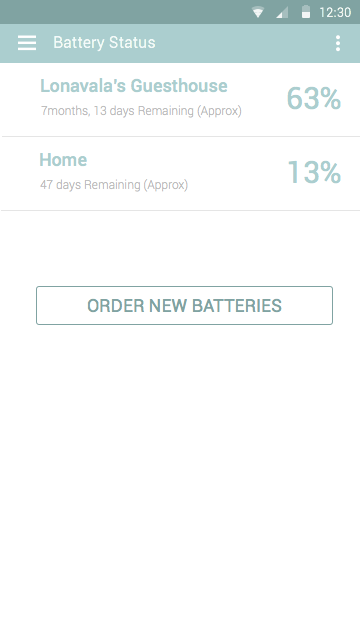 12:30
Battery Status
Lonavala's Guesthouse
7months, 13 days Remaining (Approx)
63%
Home
47 days Remaining (Approx)
13%
ORDER NEW BATTERIES